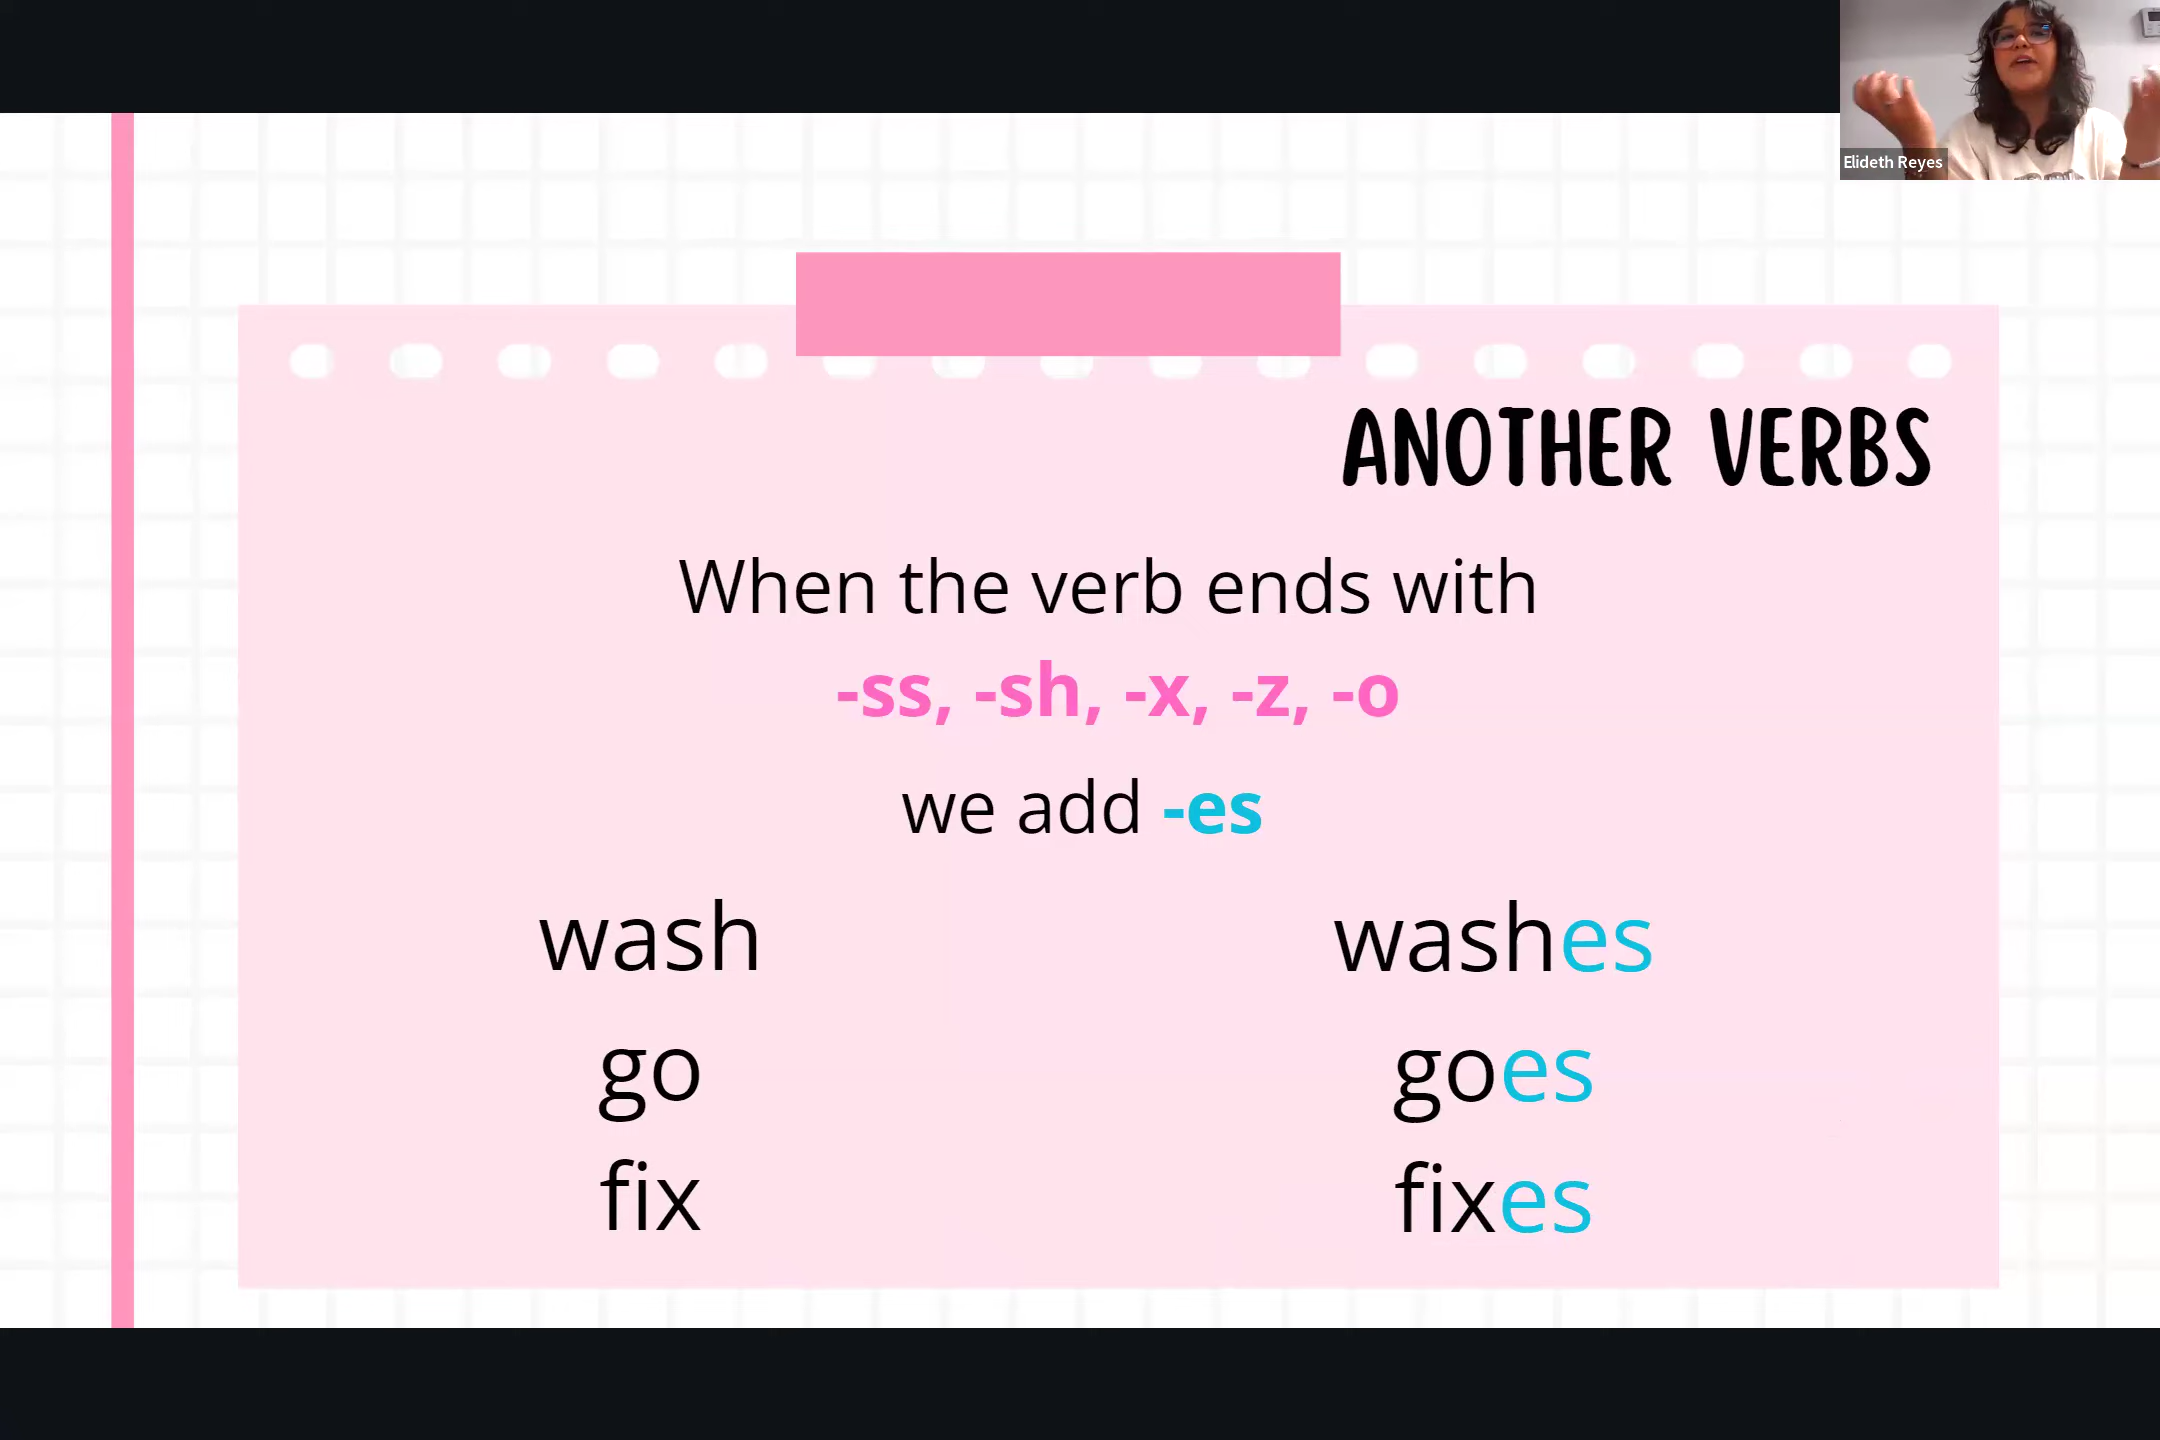 Elideth Reyes
ANOTHER VERBS
When the verb ends with
-ss, -sh, -x, -z, -o
we add -es
wash washes
go goes
fix fixes